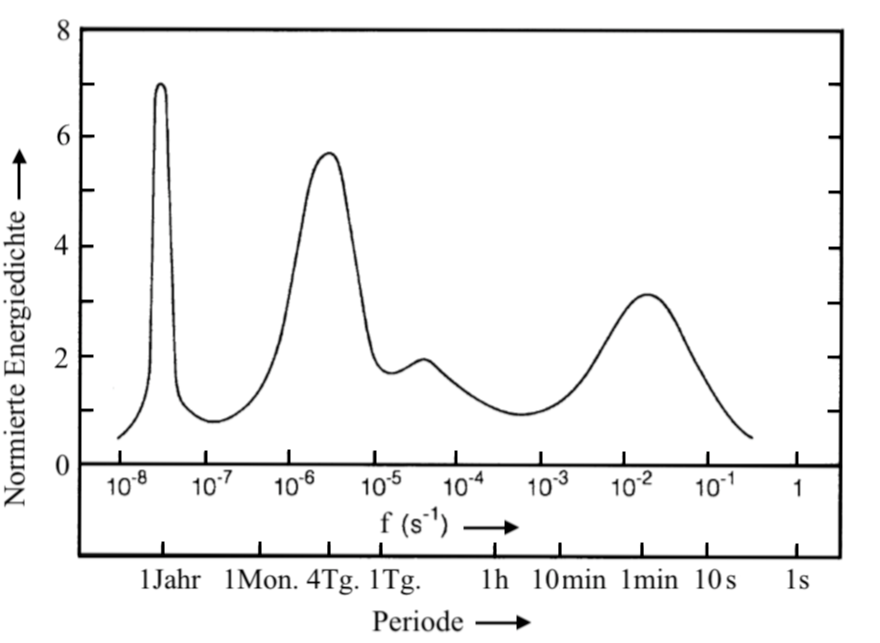 Normierte Energiedichte
8
6
4
2
0
10-8 10-7 10-6 10-5 10-4 10-3 10-2 10-1 1
f (s-1)
1Jahr 1Mon. 4Tg. 1Tg. 1h 10min 1min 10s 1s
Periode